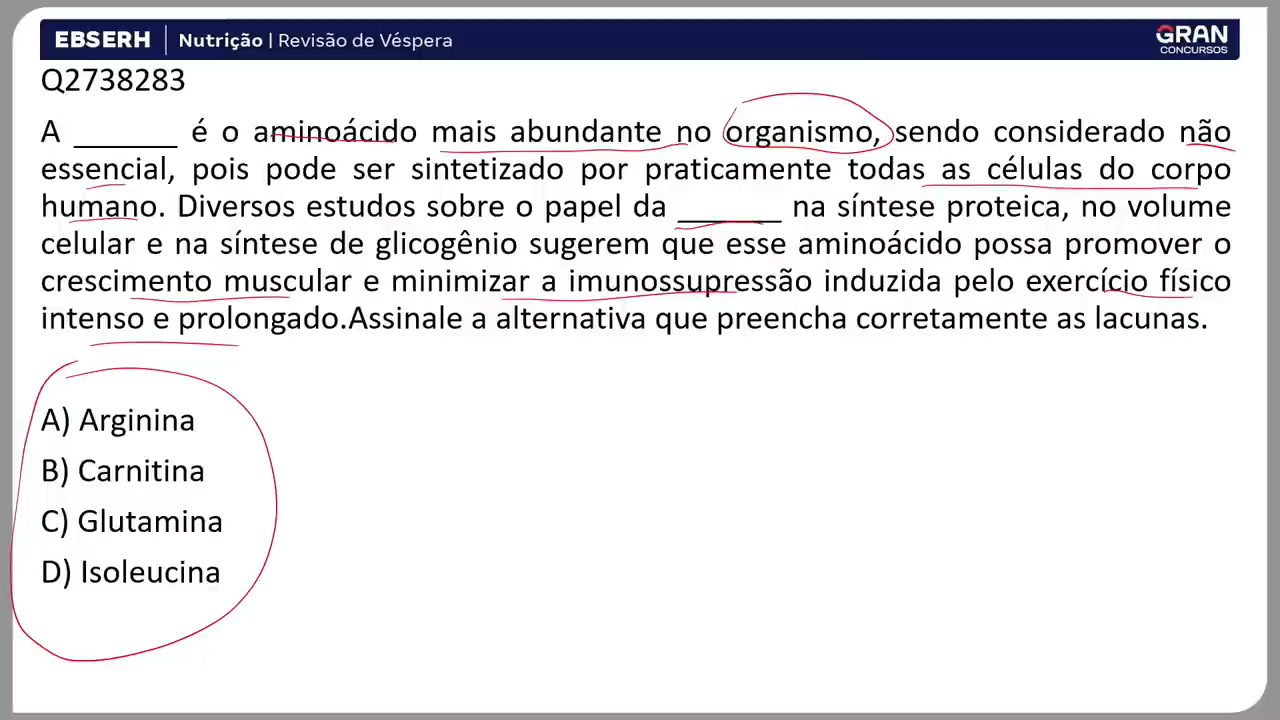 EBSERH | Nutrição | Revisão de Véspera
GRAN CONCURSOS
Q2738283
A ______ é o aminoácido mais abundante no organismo, sendo considerado não
essencial, pois pode ser sintetizado por praticamente todas as células do corpo
humano. Diversos estudos sobre o papel da ______ na síntese proteica, no volume
celular e na síntese de glicogênio sugerem que esse aminoácido possa promover o
crescimento muscular e minimizar a imunossupressão induzida pelo exercício físico
intenso e prolongado.Assinale a alternativa que preencha corretamente as lacunas.
A) Arginina
B) Carnitina
C) Glutamina
D) Isoleucina